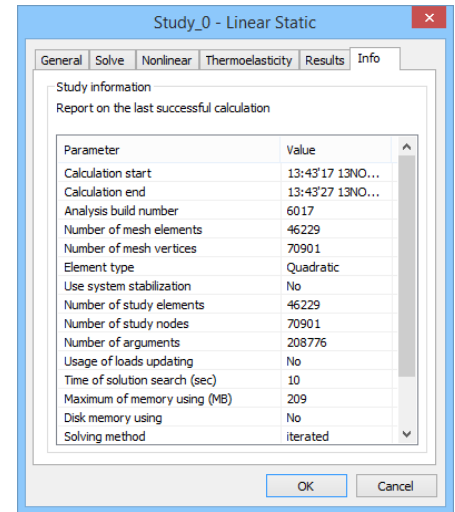 Study_0 - Linear Static
General Solve Nonlinear Thermoelasticity Results Info
Study information
Report on the last successful calculation
Parameter Value
Calculation start 13:43'17 13NO...
Calculation end 13:43'27 13NO...
Analysis build number 6017
Number of mesh elements 46229
Number of mesh vertices 70901
Element type Quadratic
Use system stabilization No
Number of study elements 46229
Number of study nodes 70901
Number of arguments 208776
Usage of loads updating No
Time of solution search (sec) 10
Maximum of memory using (MB) 209
Disk memory using No
Solving method iterated
OK Cancel